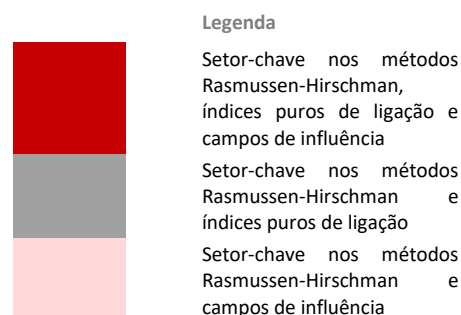 Legenda
Setor-chave nos métodos
Rasmussen-Hirschman,
índices puros de ligação e
campos de influência
Setor-chave nos métodos
Rasmussen-Hirschman e
índices puros de ligação
Setor-chave nos métodos
Rasmussen-Hirschman e
campos de influência